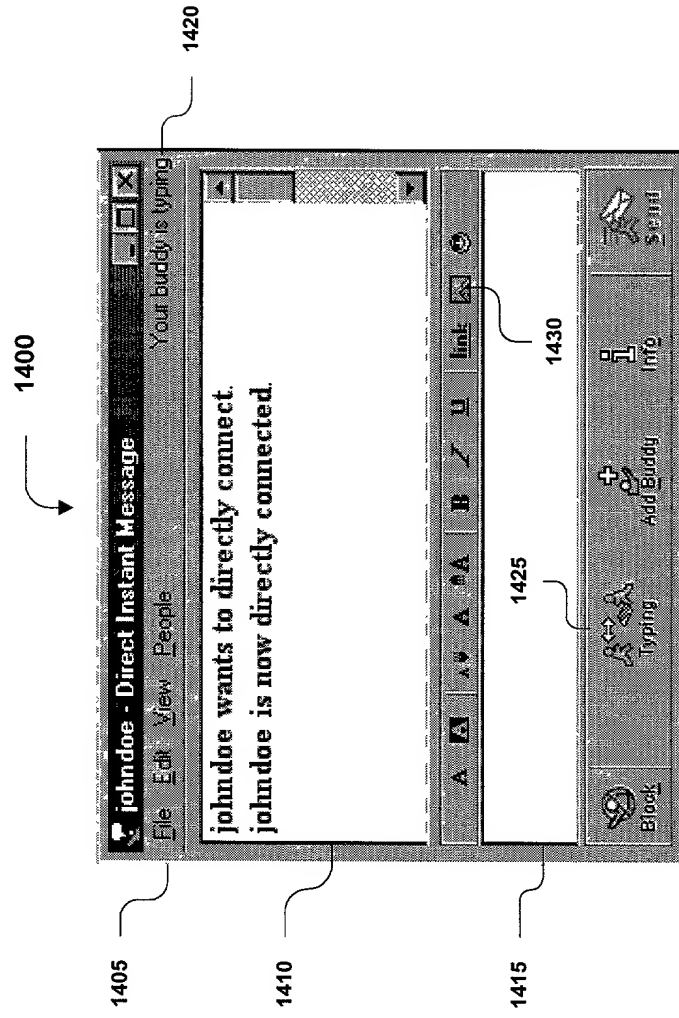 1400
johndoe - Direct Instant Message
File Edit View People Your buddy is typing
1420
1405
johndoe wants to directly connect.
johndoe is now directly connected.
1410
A A A A A B I U link
1430
1415
1425
Block Typing Add Buddy Info Send